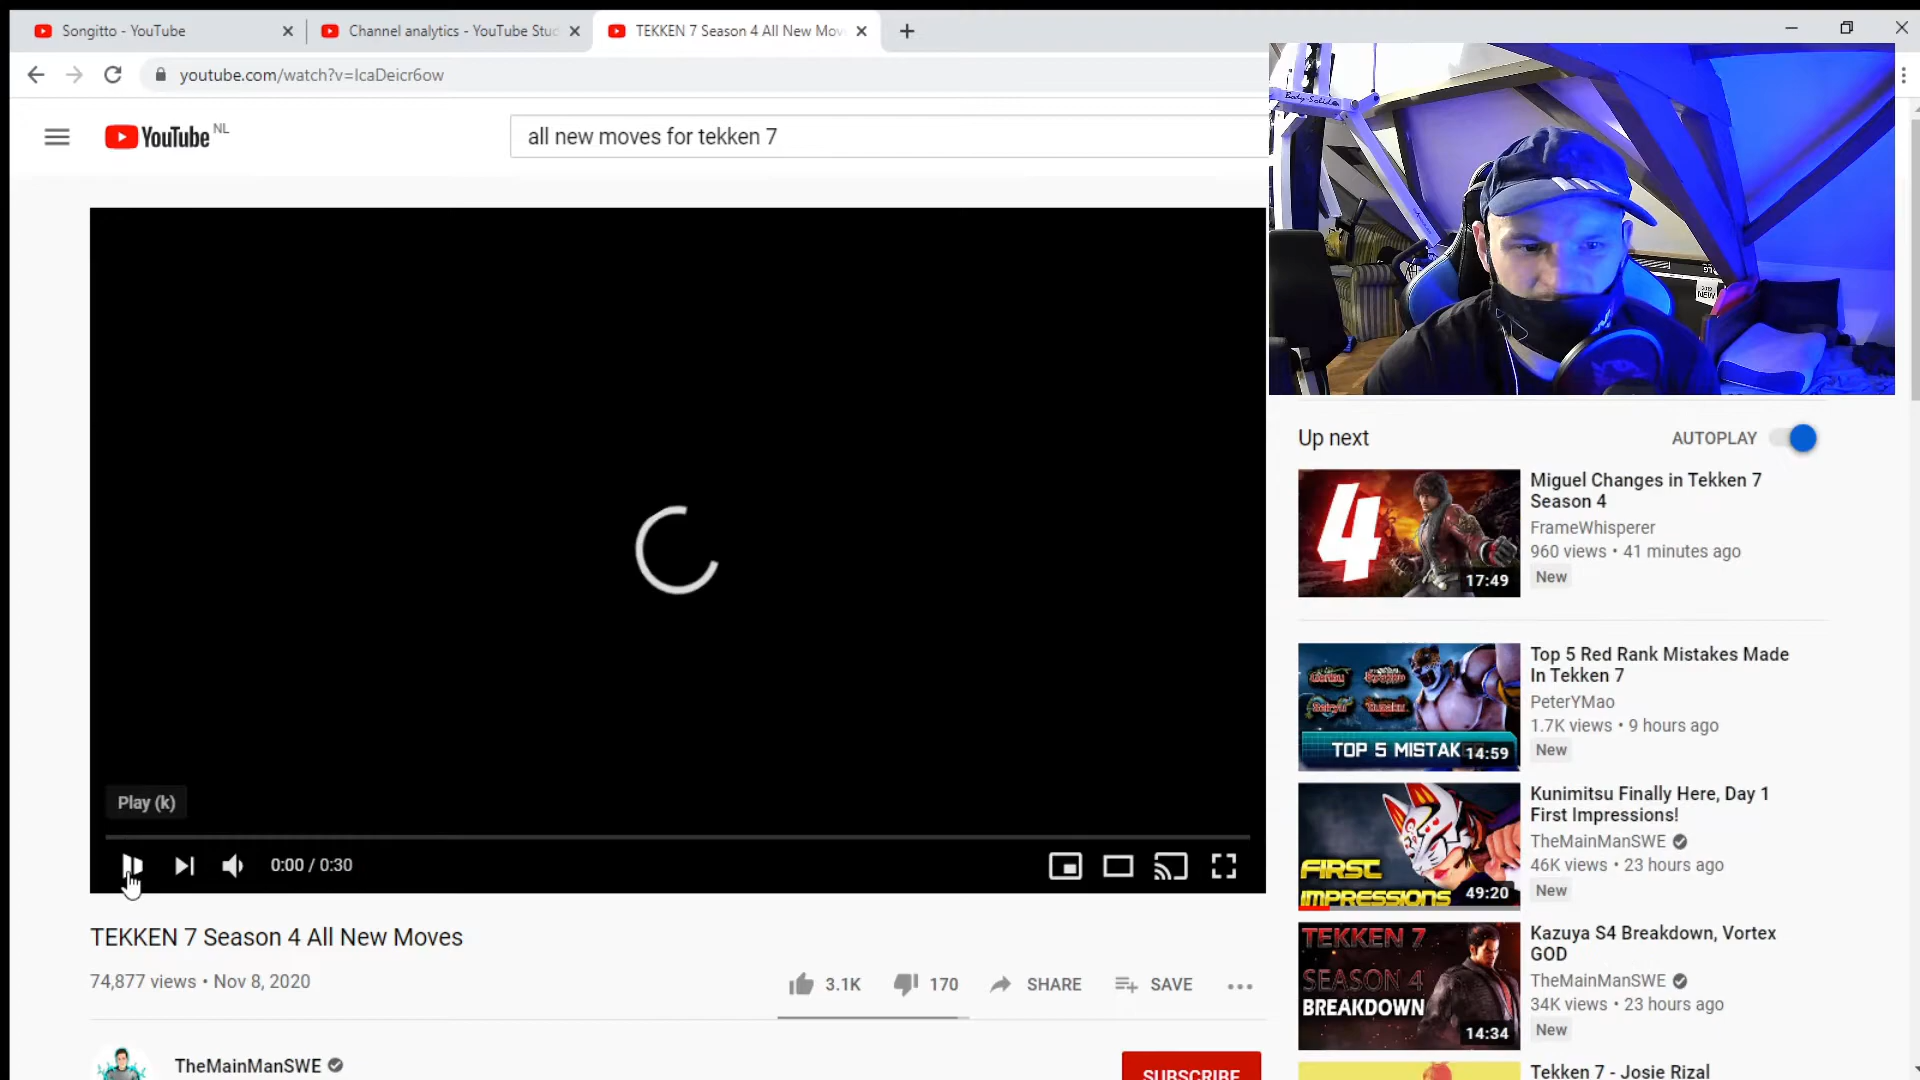 Songitto - YouTube
Channel analytics - YouTube Stud
TEKKEN 7 Season 4 All New Mov
youtube.com/watch?v=IcaDeicr6ow
YouTube NL
all new moves for tekken 7
Body-Solid
NEW
Play (k)
0:00 / 0:30
TEKKEN 7 Season 4 All New Moves
74,877 views • Nov 8, 2020
3.1K
170
SHARE
SAVE
TheMainManSWE
SUBSCRIBE
Up next
AUTOPLAY
4
17:49
Miguel Changes in Tekken 7
Season 4
FrameWhisperer
960 views • 41 minutes ago
New
TOP 5 MISTAK
14:59
Top 5 Red Rank Mistakes Made
In Tekken 7
PeterYMao
1.7K views • 9 hours ago
New
FIRST
IMPRESSIONS
49:20
Kunimitsu Finally Here, Day 1
First Impressions!
TheMainManSWE
46K views • 23 hours ago
New
TEKKEN 7
SEASON 4
BREAKDOWN
14:34
Kazuya S4 Breakdown, Vortex
GOD
TheMainManSWE
34K views • 23 hours ago
New
Tekken 7 - Josie Rizal